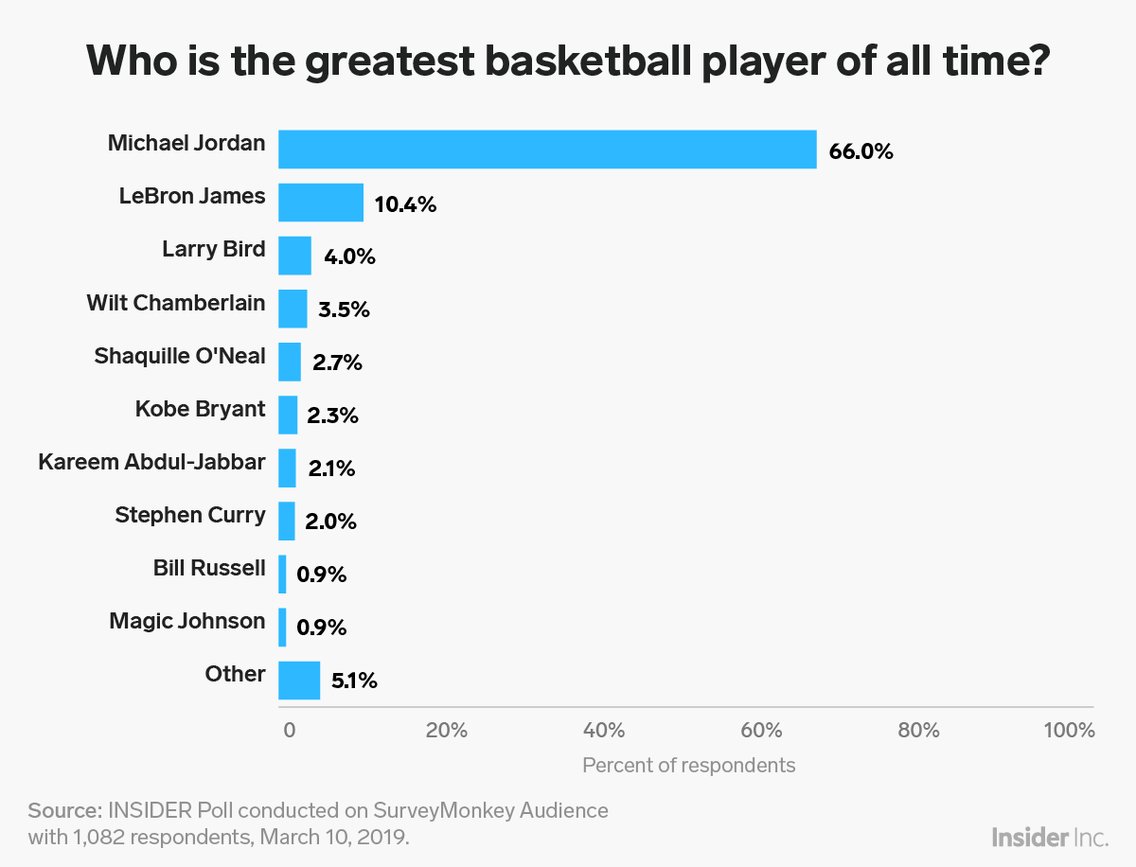 Who is the greatest basketball player of all time?
Michael Jordan 66.0%
LeBron James 10.4%
Larry Bird 4.0%
Wilt Chamberlain 3.5%
Shaquille O'Neal 2.7%
Kobe Bryant 2.3%
Kareem Abdul-Jabbar 2.1%
Stephen Curry 2.0%
Bill Russell 0.9%
Magic Johnson 0.9%
Other 5.1%
0 20% 40% 60% 80% 100%
Percent of respondents
Source: INSIDER Poll conducted on SurveyMonkey Audience
with 1,082 respondents, March 10, 2019.
Insider Inc.